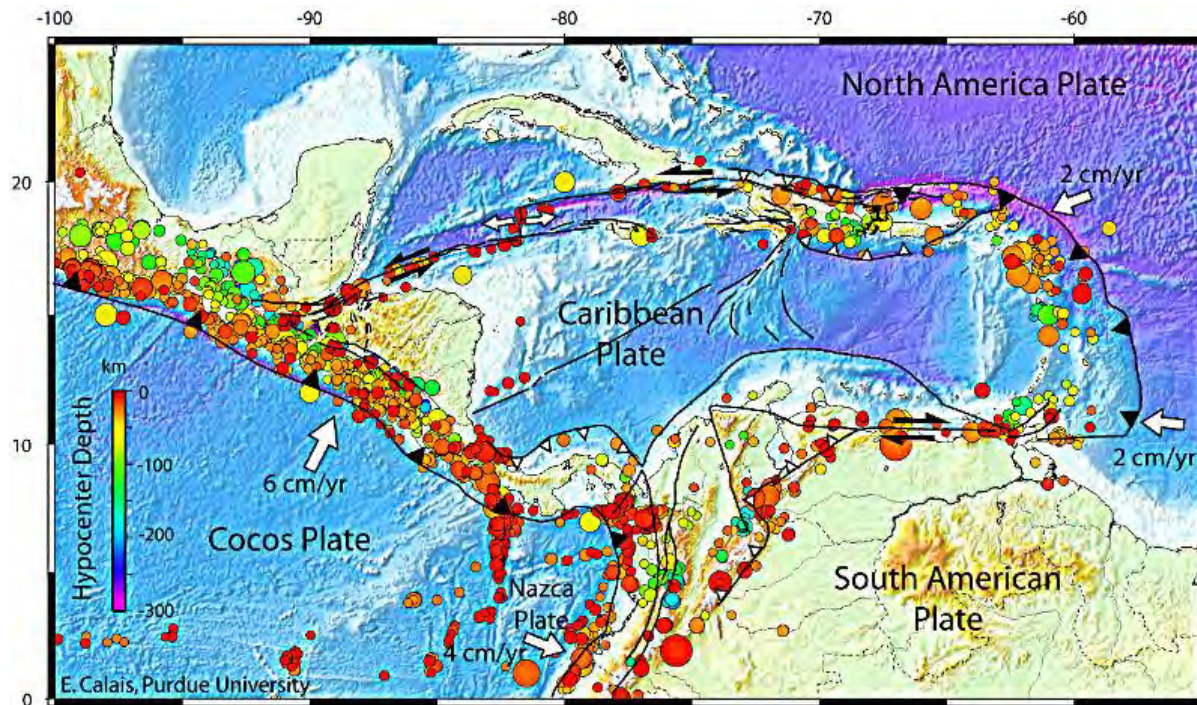 -100
-90
-80
-70
-60
North America Plate
20
2 cm/yr
Caribbean
Plate
km
0
-100
-200
-300
Hypocenter Depth
10
6 cm/yr
2 cm/yr
Cocos Plate
Nazca
Plate
South American
Plate
4 cm/yr
E. Calais, Purdue University
0